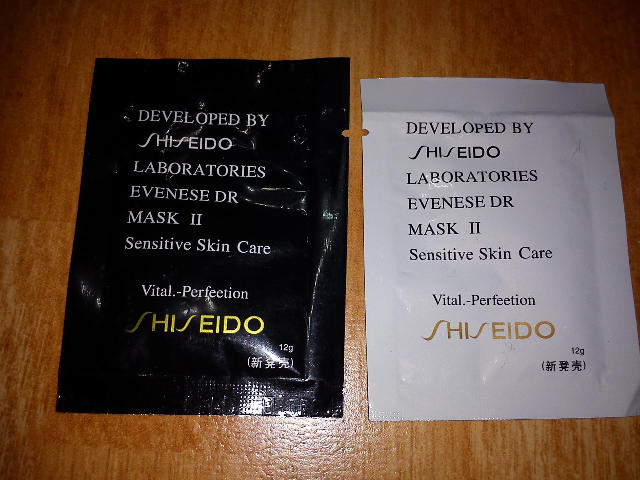 DEVELOPED BY
SHISEIDO
LABORATORIES
EVENESE DR
MASK II
Sensitive Skin Care
Vital.-Perfeetion
SHISEIDO
12g
(新発売)
DEVELOPED BY
SHISEIDO
LABORATORIES
EVENESE DR
MASK II
Sensitive Skin Care
Vital.-Perfeetion
SHISEIDO
12g
(新発売)